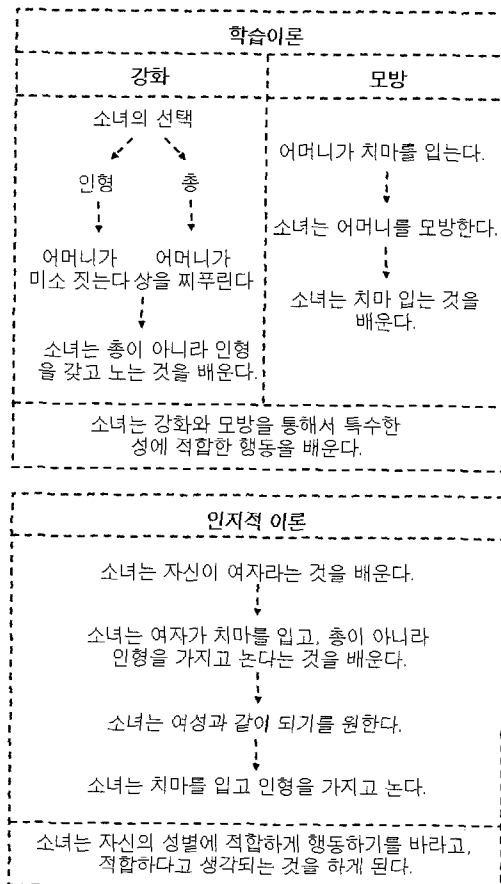 학습이론
강화
소녀의 선택
인형
총
어머니가
미소 짓는다
어머니가
상을 찌푸린다
소녀는 총이 아니라 인형
을 갖고 노는 것을 배운다.
모방
어머니가 치마를 입는다.
소녀는 어머니를 모방한다.
소녀는 치마 입는 것을
배운다.
소녀는 강화와 모방을 통해서 특수한
성에 적합한 행동을 배운다.
인지적 이론
소녀는 자신이 여자라는 것을 배운다.
소녀는 여자가 치마를 입고, 총이 아니라
인형을 가지고 논다는 것을 배운다.
소녀는 여성과 같이 되기를 원한다.
소녀는 치마를 입고 인형을 가지고 논다.
소녀는 자신의 성별에 적합하게 행동하기를 바라고,
적합하다고 생각되는 것을 하게 된다.